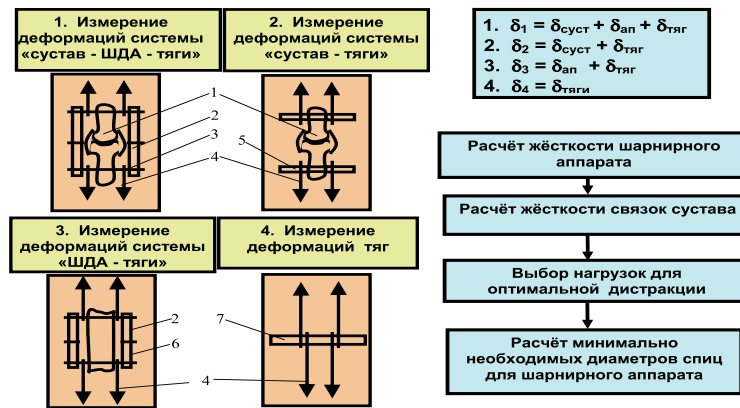 1. Измерение
деформаций системы
«сустав - ШДА - тяги»
2. Измерение
деформаций системы
«сустав - тяги»
1
2
3
4
5
3. Измерение
деформаций системы
«ШДА - тяги»
4. Измерение
деформаций тяг
2
6
4
7
1. δ₁ = δсуст + δап + δтяг
2. δ₂ = δсуст + δтяг
3. δ₃ = δап + δтяг
4. δ₄ = δтяги
Расчёт жёсткости шарнирного
аппарата
Расчёт жёсткости связок сустава
Выбор нагрузок для
оптимальной дистракции
Расчёт минимально
необходимых диаметров спиц
для шарнирного аппарата